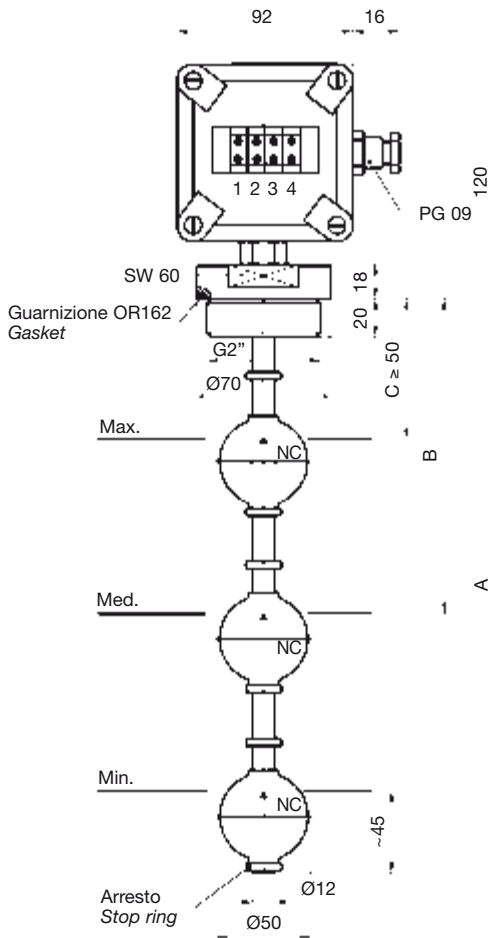 92
16
1 2 3 4
120
PG 09
SW 60
18
Guarnizione OR162
Gasket
20
G2”
Ø70
C ≥ 50
Max.
NC
B
A
Med.
NC
Min.
NC
~45
Arresto
Stop ring
Ø12
Ø50